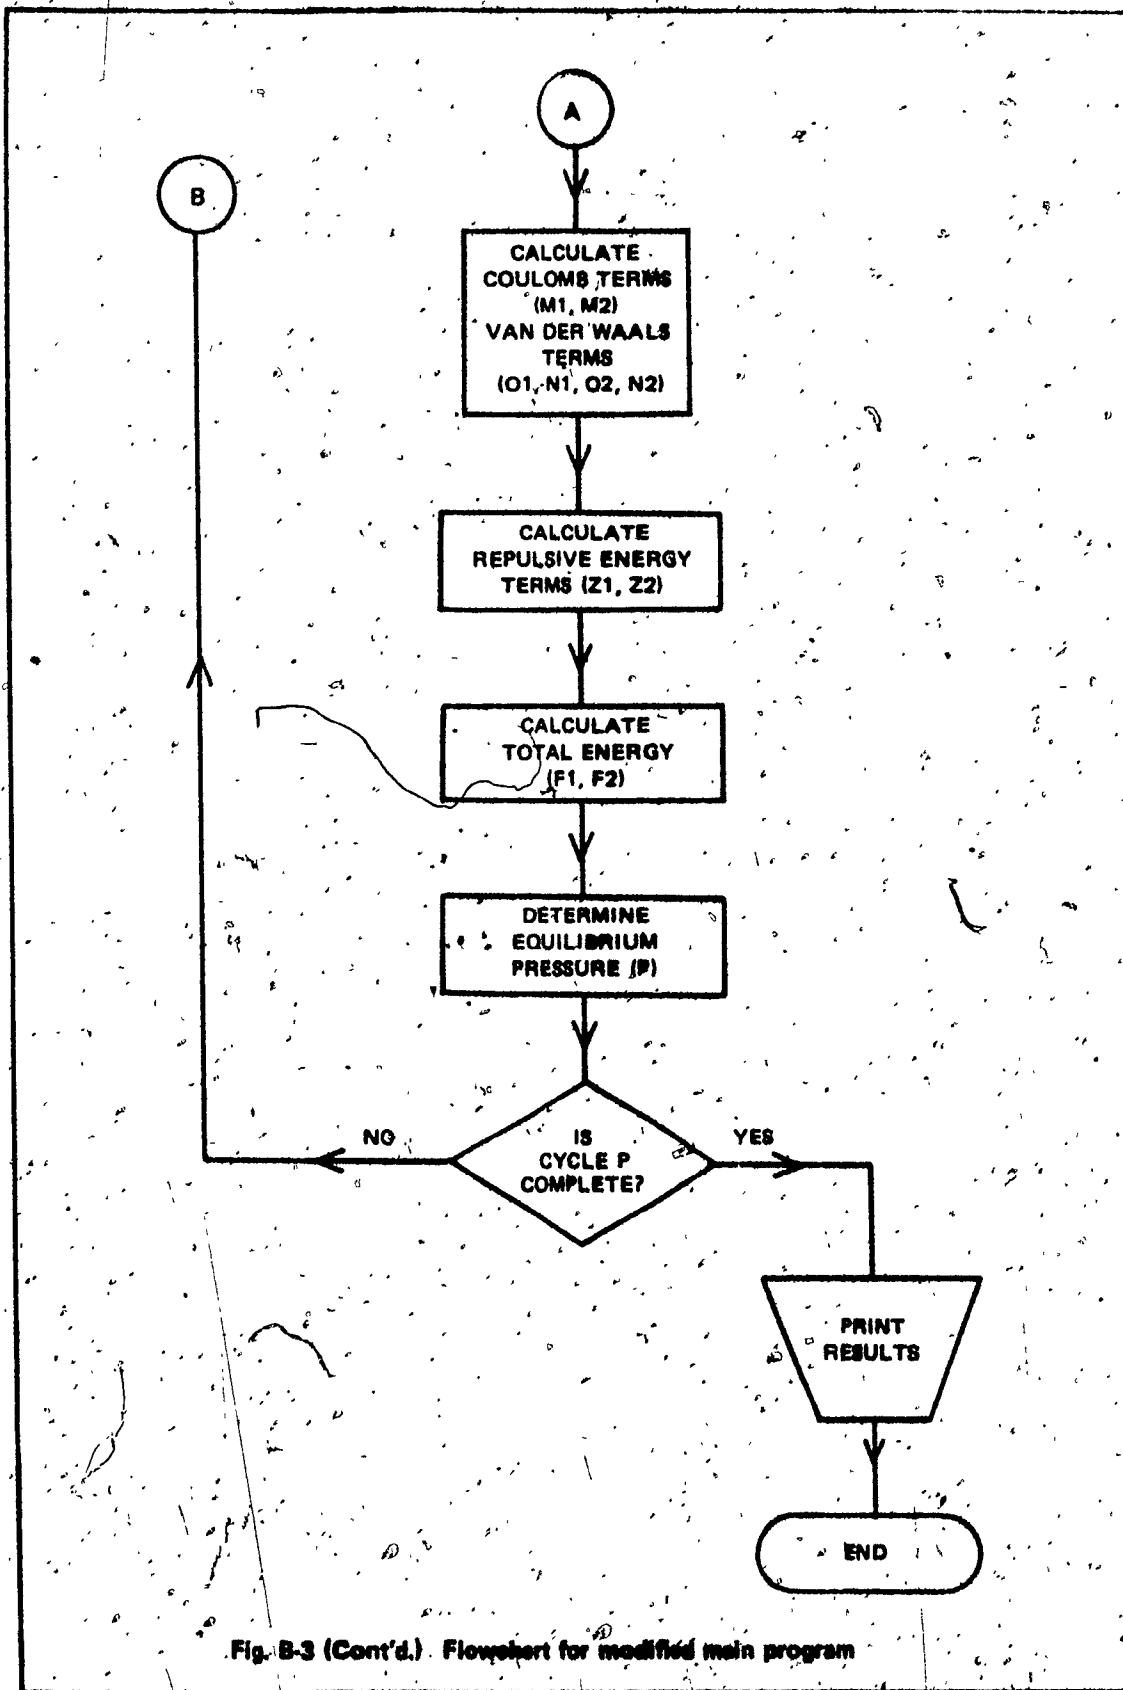 A
B
CALCULATE
COULOMB TERMS
(M1, M2)
VAN DER WAALS
TERMS
(O1, N1, O2, N2)
CALCULATE
REPULSIVE ENERGY
TERMS (Z1, Z2)
CALCULATE
TOTAL ENERGY
(F1, F2)
DETERMINE
EQUILIBRIUM
PRESSURE (P)
NO
IS
CYCLE P
COMPLETE?
YES
PRINT
RESULTS
END
Fig. B-3 (Cont'd.) Flowchart for modified main program